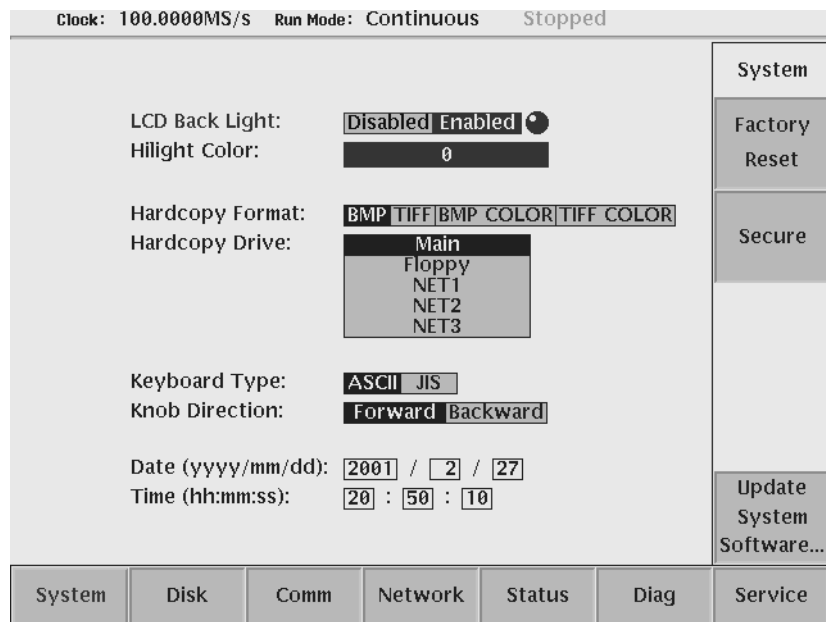 Clock: 100.0000MS/s Run Mode: Continuous Stopped
System
LCD Back Light: Disabled Enabled
Hilight Color: 0
Factory
Reset
Hardcopy Format: BMP TIFF BMP COLOR TIFF COLOR
Hardcopy Drive: Main
Floppy
NET1
NET2
NET3
Secure
Keyboard Type: ASCII JIS
Knob Direction: Forward Backward
Date (yyyy/mm/dd): 2001 / 2 / 27
Time (hh:mm:ss): 20 : 50 : 10
Update
System
Software...
System Disk Comm Network Status Diag Service